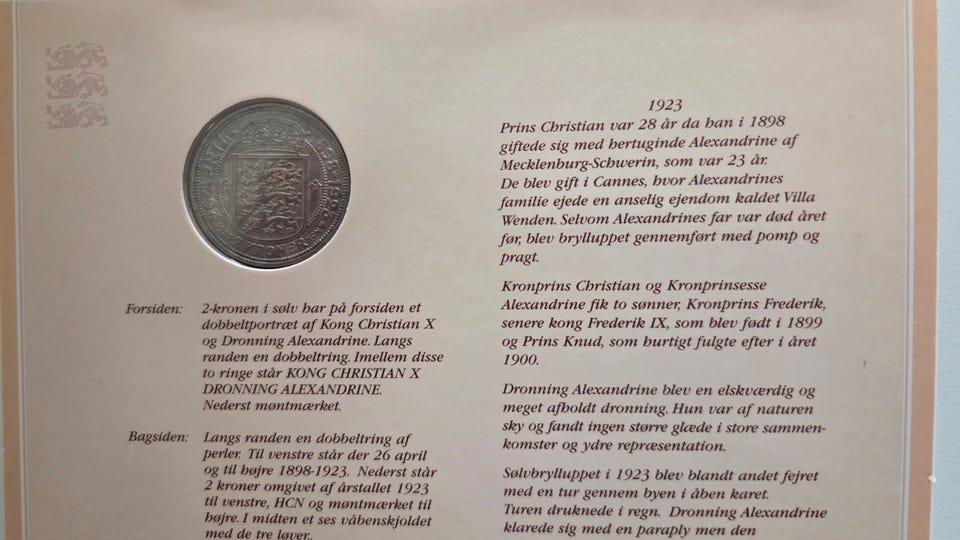 KRONER
Forsiden: 2-kronen i sølv har på forsiden et
dobbeltportræt af Kong Christian X
og Dronning Alexandrine. Langs
randen en dobbeltring. Imellem disse
to ringe står KONG CHRISTIAN X
DRONNING ALEXANDRINE.
Nederst møntmærket.
Bagsiden: Langs randen en dobbeltring af
perler. Til venstre står der 26 april
og til højre 1898-1923. Nederst står
2 kroner omgivet af årstallet 1923
til venstre, HCN og møntmærket til
højre. I midten et ses våbenskjoldet
med de tre løver..
1923
Prins Christian var 28 år da han i 1898
giftede sig med hertuginde Alexandrine af
Mecklenburg-Schwerin, som var 23 år.
De blev gift i Cannes, hvor Alexandrines
familie ejede en anselig ejendom kaldet Villa
Wenden. Selvom Alexandrines far var død året
før, blev brylluppet gennemført med pomp og
pragt.
Kronprins Christian og Kronprinsesse
Alexandrine fik to sønner, Kronprins Frederik,
senere kong Frederik IX, som blev født i 1899
og Prins Knud, som hurtigt fulgte efter i året
1900.
Dronning Alexandrine blev en elskværdig og
meget afholdt dronning. Hun var af naturen
sky og fandt ingen større glæde i store sammen-
komster og ydre repræsentation.
Sølvbrylluppet i 1923 blev blandt andet fejret
med en tur gennem byen i åben karet.
Turen druknede i regn. Dronning Alexandrine
klarede sig med en paraply men den